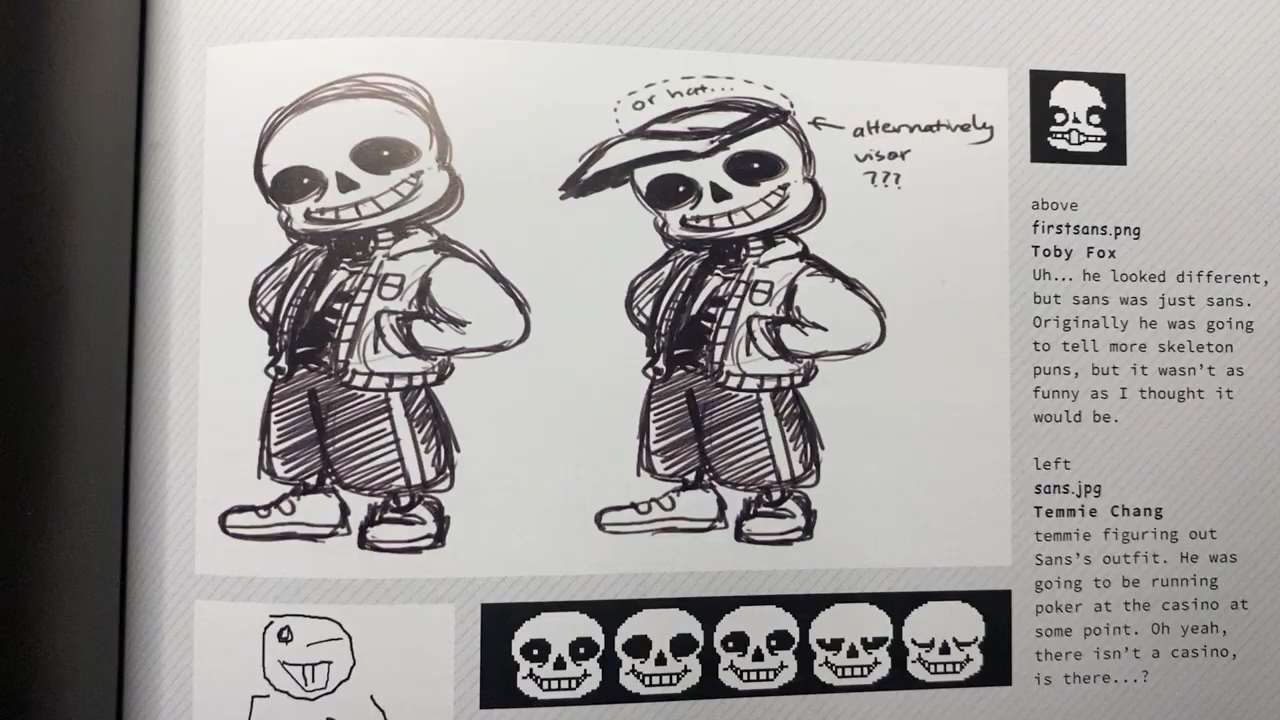 or hat...
alternatively
visor
???
above
firstsans.png
Toby Fox
Uh... he looked different,
but sans was just sans.
Originally he was going
to tell more skeleton
puns, but it wasn't as
funny as I thought it
would be.
left
sans.jpg
Temmie Chang
temmie figuring out
Sans's outfit. He was
going to be running
poker at the casino at
some point. Oh yeah,
there isn't a casino,
is there...?